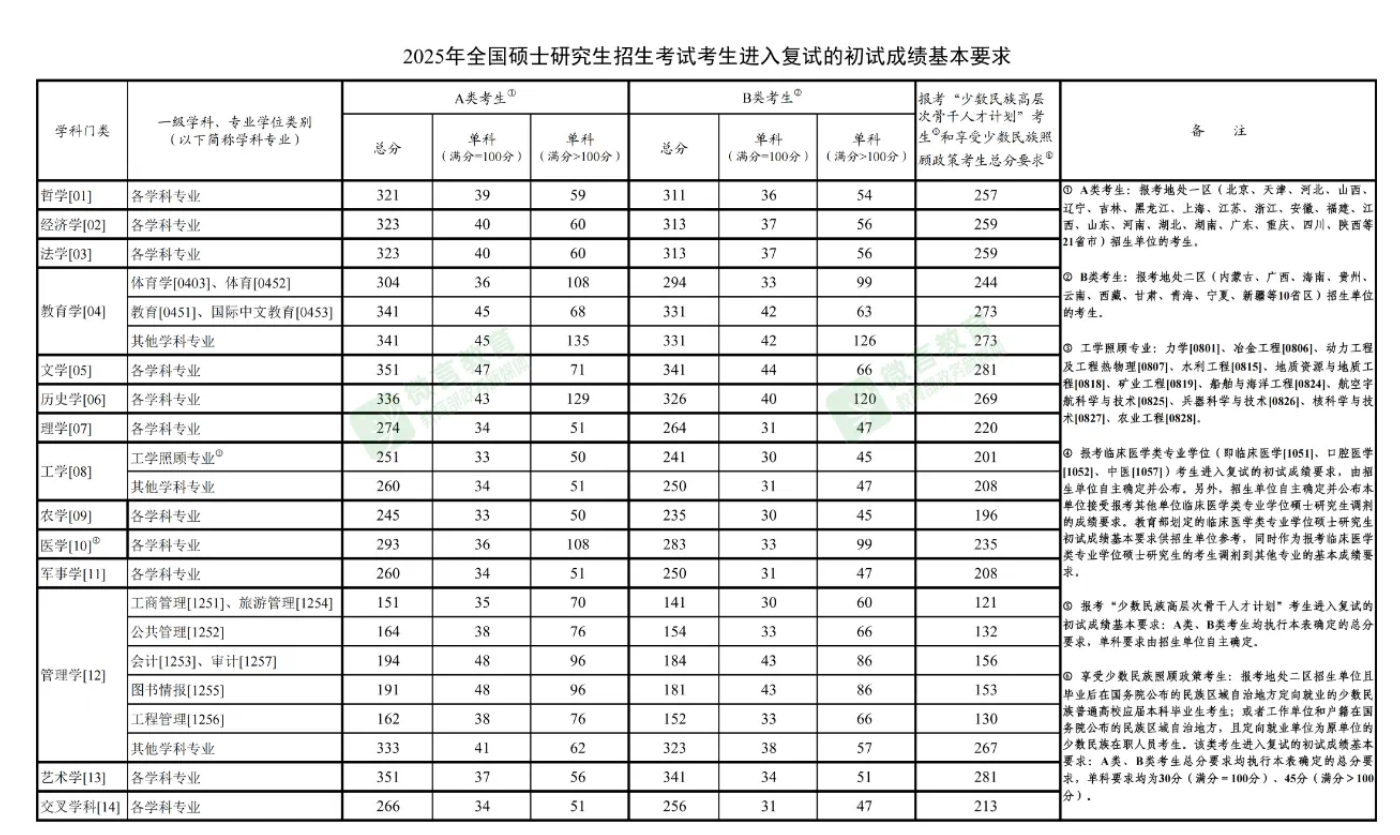 2025年全国硕士研究生招生考试考生进入复试的初试成绩基本要求
学科门类 一级学科、专业学位类别（以下简称学科专业） A类考生① B类考生② 报考“少数民族高层次骨干人才计划”考生⑤和享受少数民族照顾政策考生总分要求⑥ 备 注
总分 单科（满分=100分） 单科（满分>100分） 总分 单科（满分=100分） 单科（满分>100分）
哲学[01] 各学科专业 321 39 59 311 36 54 257
经济学[02] 各学科专业 323 40 60 313 37 56 259
法学[03] 各学科专业 323 40 60 313 37 56 259
教育学[04] 体育学[0403]、体育[0452] 304 36 108 294 33 99 244
教育[0451]、国际中文教育[0453] 341 45 68 331 42 63 273
其他学科专业 341 45 135 331 42 126 273
文学[05] 各学科专业 351 47 71 341 44 66 281
历史学[06] 各学科专业 336 43 129 326 40 120 269
理学[07] 各学科专业 274 34 51 264 31 47 220
工学[08] 工学照顾专业③ 251 33 50 241 30 45 201
其他学科专业 260 34 51 250 31 47 208
农学[09] 各学科专业 245 33 50 235 30 45 196
医学[10]④ 各学科专业 293 36 108 283 33 99 235
军事学[11] 各学科专业 260 34 51 250 31 47 208
管理学[12] 工商管理[1251]、旅游管理[1254] 151 35 70 141 30 60 121
公共管理[1252] 164 38 76 154 33 66 132
会计[1253]、审计[1257] 194 48 96 184 43 86 156
图书情报[1255] 191 48 96 181 43 86 153
工程管理[1256] 162 38 76 152 33 66 130
其他学科专业 333 41 62 323 38 57 267
艺术学[13] 各学科专业 351 37 56 341 34 51 281
交叉学科[14] 各学科专业 266 34 51 256 31 47 213
① A类考生：报考地处一区（北京、天津、河北、山西、
辽宁、吉林、黑龙江、上海、江苏、浙江、安徽、福建、江
西、山东、河南、湖北、湖南、广东、重庆、四川、陕西等
21省市）招生单位的考生。
② B类考生：报考地处二区（内蒙古、广西、海南、贵州、
云南、西藏、甘肃、青海、宁夏、新疆等10省区）招生单位
的考生。
③ 工学照顾专业：力学[0801]、冶金工程[0806]、动力工程
及工程热物理[0807]、水利工程[0815]、地质资源与地质工
程[0818]、矿业工程[0819]、船舶与海洋工程[0824]、航空宇
航科学与技术[0825]、兵器科学与技术[0826]、核科学与技
术[0827]、农业工程[0828]。
④ 报考临床医学类专业学位（即临床医学[1051]、口腔医学
[1052]、中医[1057]）考生进入复试的初试成绩要求，由招
生单位自主确定并公布。另外，招生单位自主确定并公布本
单位接受报考其他单位临床医学类专业学位硕士研究生调剂
的成绩要求。教育部划定的临床医学类专业学位硕士研究生
初试成绩基本要求供招生单位参考，同时作为报考临床医学
类专业学位硕士研究生的考生调剂到其他专业的基本成绩要
求。
⑤ 报考“少数民族高层次骨干人才计划”考生进入复试的
初试成绩基本要求：A类、B类考生均执行本表确定的总分
要求，单科要求由招生单位自主确定。
⑥ 享受少数民族照顾政策考生：报考地处二区招生单位且
毕业后在国务院公布的民族区域自治地方定向就业的少数民
族普通高校应届本科毕业生考生；或者工作单位和户籍在国
务院公布的民族区域自治地方，且定向就业单位为原单位的
少数民族在职人员考生。该类考生进入复试的初试成绩基本
要求：A类、B类考生总分要求均执行本表确定的总分要
求，单科要求均为30分（满分=100分）、45分（满分＞100
分）。
微言教育
教育部政务新媒体
微言教育
教育部政务新媒体